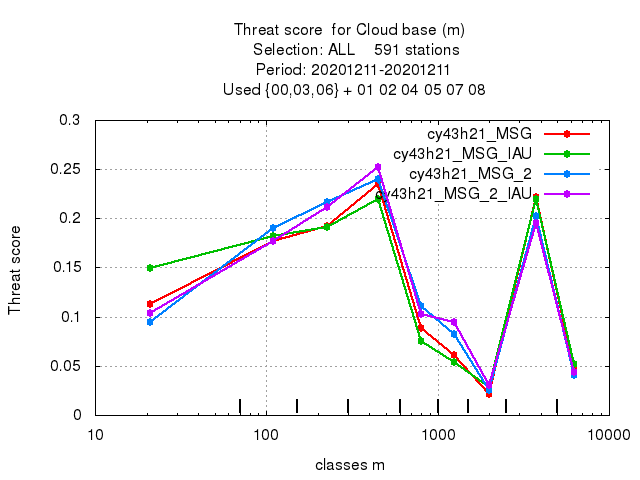 Threat score  for Cloud base (m)
Selection: ALL    591 stations
Period: 20201211-20201211
Used {00,03,06} + 01 02 04 05 07 08
cy43h21_MSG
cy43h21_MSG_IAU
cy43h21_MSG_2
cy43h21_MSG_2_IAU
Threat score
0.3
0.25
0.2
0.15
0.1
0.05
0
10
100
1000
10000
classes m